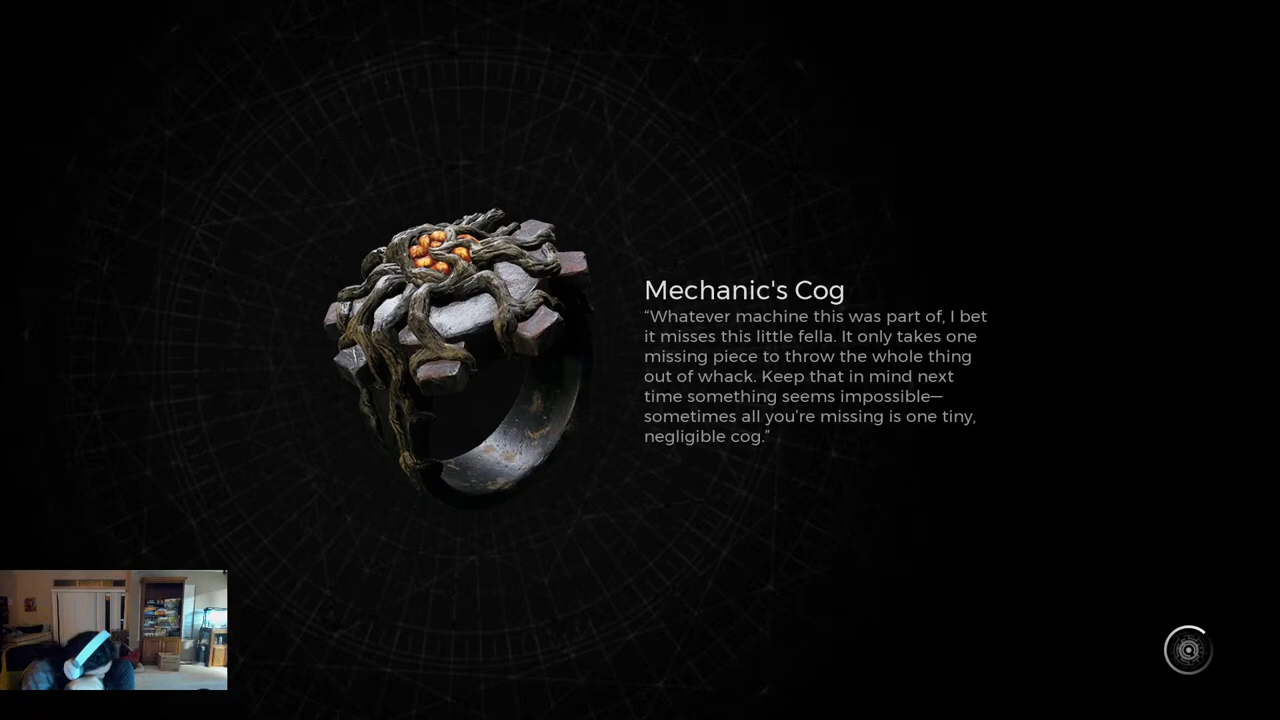 Mechanic's Cog
“Whatever machine this was part of, I bet
it misses this little fella. It only takes one
missing piece to throw the whole thing
out of whack. Keep that in mind next
time something seems impossible—
sometimes all you’re missing is one tiny,
negligible cog.”